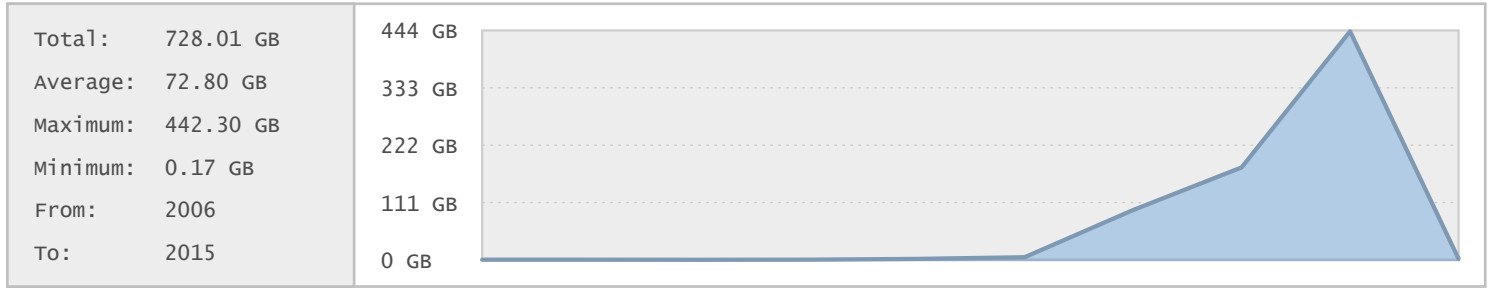 Total: 728.01 GB
Average: 72.80 GB
Maximum: 442.30 GB
Minimum: 0.17 GB
From: 2006
To: 2015
444 GB
333 GB
222 GB
111 GB
0 GB